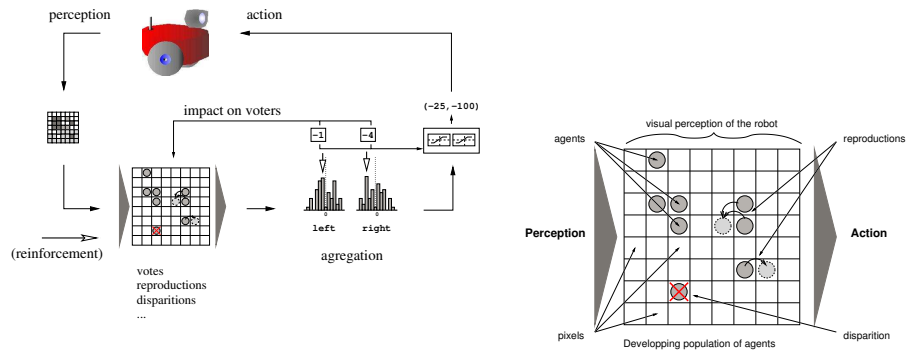 perception
action
(-25,-100)
impact on voters
-1
-4
0
0
left
right
(reinforcement)
agregation
votes
reproductions
disparitions
...
visual perception of the robot
agents
reproductions
Perception
Action
pixels
disparition
Developping population of agents